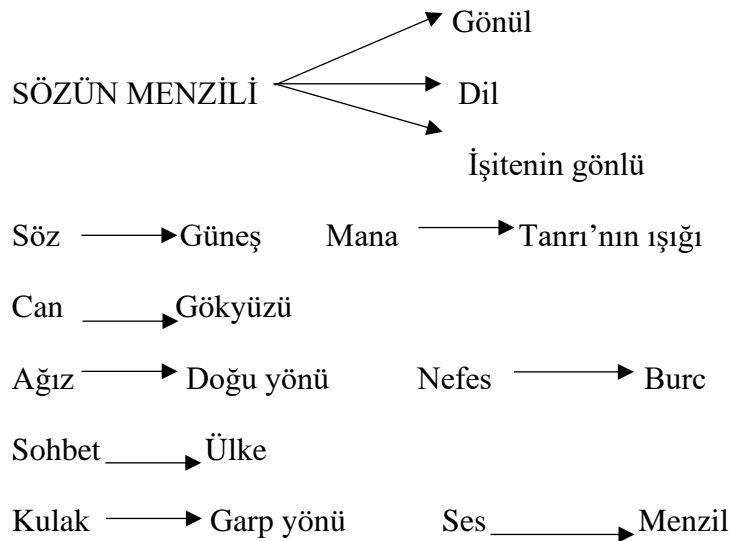 Gönül
SÖZÜN MENZİLİ Dil
İşitenin gönlü
Söz Güneş Mana Tanrı’nın ışığı
Can Gökyüzü
Ağız Doğu yönü Nefes Burc
Sohbet Ülke
Kulak Garp yönü Ses Menzil